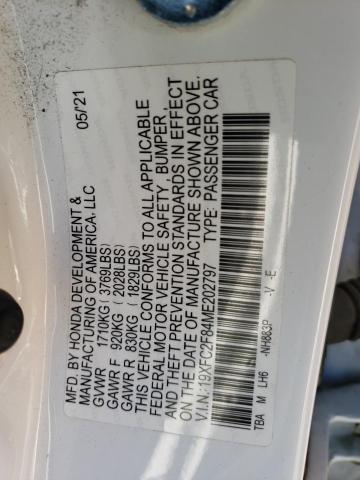 05/'21
MFD. BY HONDA DEVELOPMENT &
MANUFACTURING OF AMERICA, LLC
GVWR 1710KG (3769LBS)
GAWR F 920KG (2028LBS)
GAWR R 830KG (1829LBS)
THIS VEHICLE CONFORMS TO ALL APPLICABLE
FEDERAL MOTOR VEHICLE SAFETY, BUMPER ,
AND THEFT PREVENTION STANDARDS IN EFFECT
ON THE DATE OF MANUFACTURE SHOWN ABOVE.
V.I.N.:19XFC2F84ME202797 TYPE: PASSENGER CAR
TBA M LH6 -NH883P -V -E